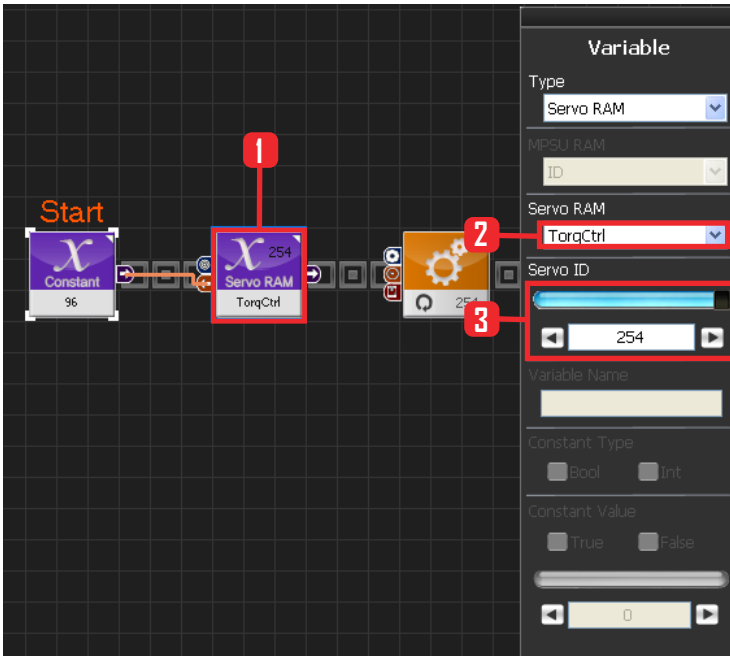 Start
Constant
96
1
254
Servo RAM
TorqCtrl
254
Variable
Type
Servo RAM
MPSU RAM
ID
Servo RAM
2
TorqCtrl
Servo ID
3
254
Variable Name
Constant Type
Bool Int
Constant Value
True False
0